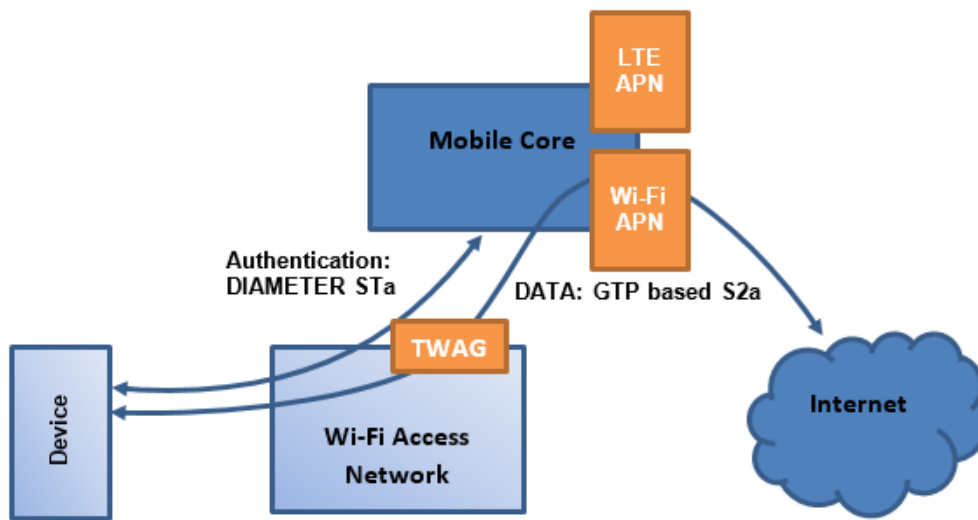 LTE
APN
Mobile Core
Wi-Fi
APN
Authentication:
DIAMETER STa
DATA: GTP based S2a
TWAG
Device
Wi-Fi Access
Network
Internet